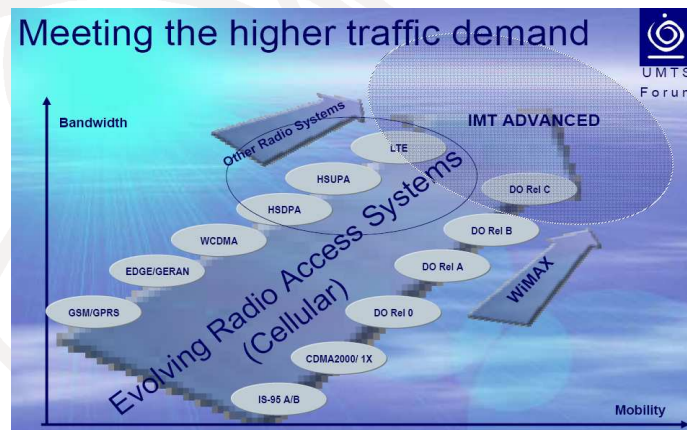 Meeting the higher traffic demand
UMTS
Forum
Bandwidth
Other Radio Systems
IMT ADVANCED
LTE
HSUPA
DO Rel C
HSDPA
DO Rel B
WCDMA
EDGE/GERAN
DO Rel A
WiMAX
GSM/GPRS
DO Rel 0
Evolving Radio Access Systems
(Cellular)
CDMA2000/ 1X
IS-95 A/B
Mobility